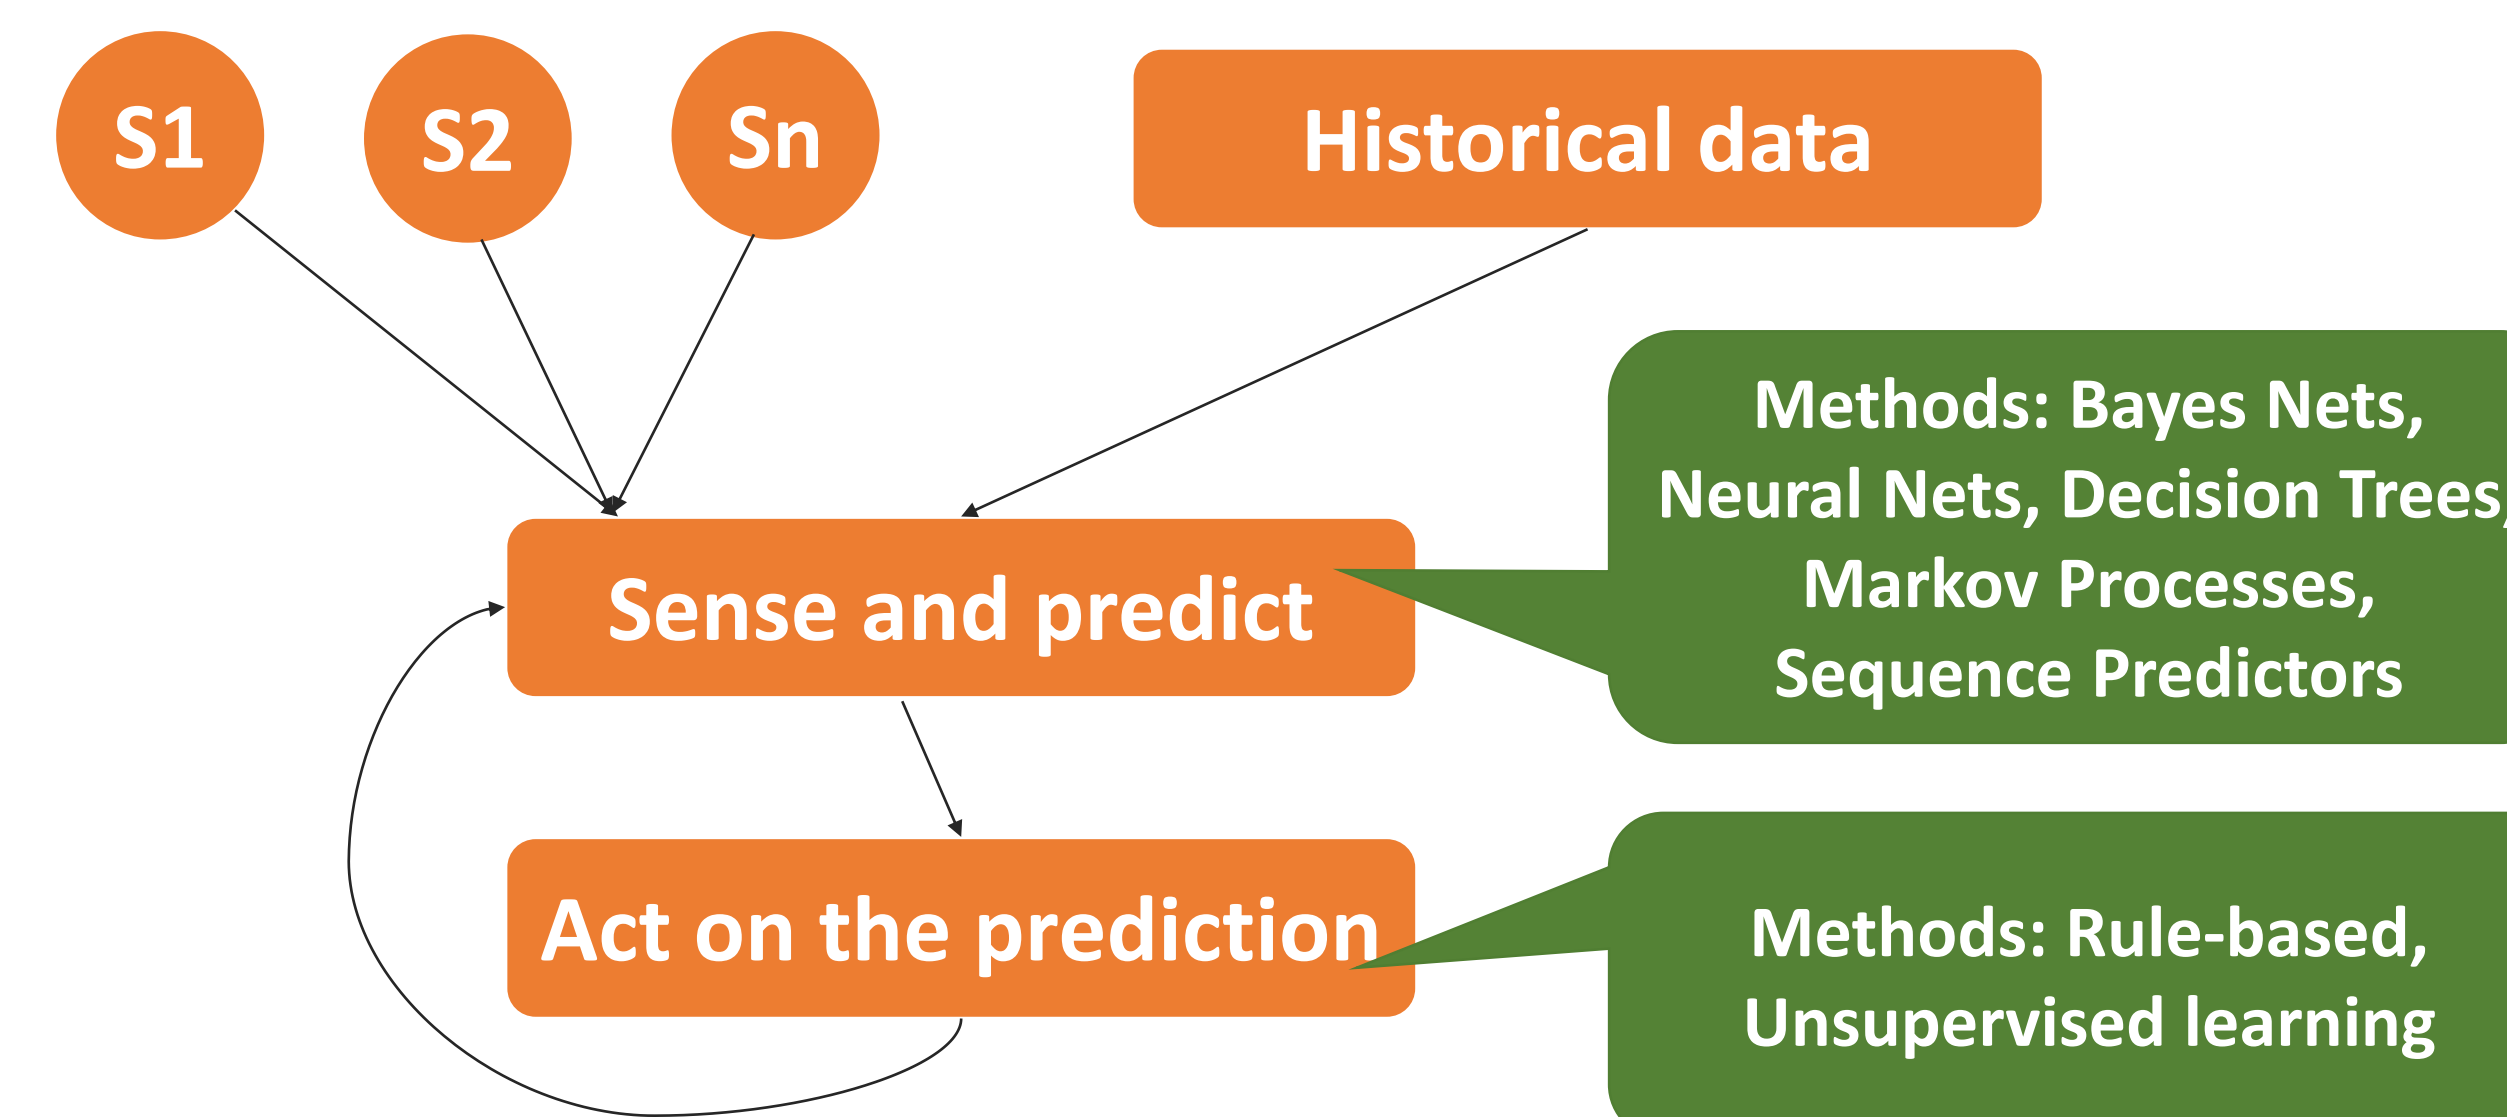 S1
S2
Sn
Historical data
Methods: Bayes Nets,
Neural Nets, Decision Trees,
Markov Processes,
Sequence Predictors
Sense and predict
Act on the prediction
Methods: Rule-based,
Unsupervised learning